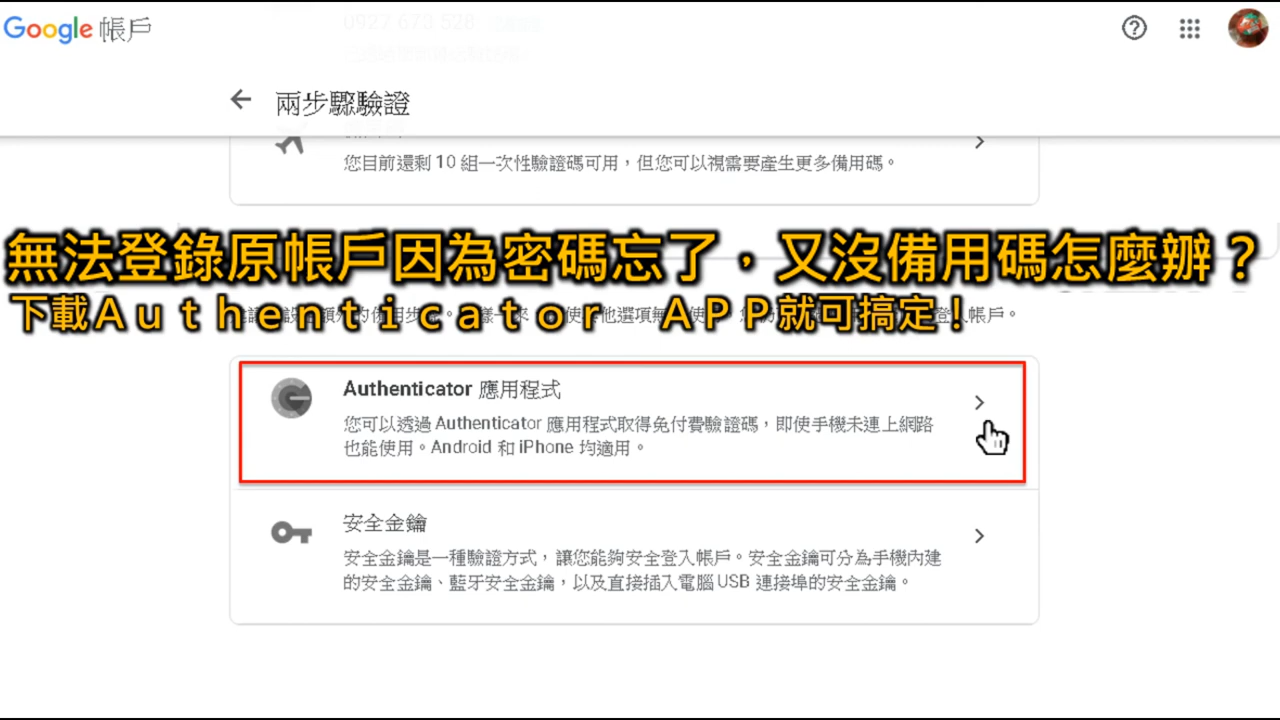 Google 帳戶
0927 673 526
兩步驟驗證
您目前還剩 10 組一次性驗證碼可用，但您可以視需要產生更多備用碼。
無法登錄原帳戶因為密碼忘了，又沒備用碼怎麼辦？
下載Authenticator APP就可搞定！
Authenticator 應用程式
您可以透過 Authenticator 應用程式取得免付費驗證碼，即使手機未連上網路
也能使用。Android 和 iPhone 均適用。
安全金鑰
安全金鑰是一種驗證方式，讓您能夠安全登入帳戶。安全金鑰可分為手機內建
的安全金鑰、藍牙安全金鑰，以及直接插入電腦 USB 連接埠的安全金鑰。